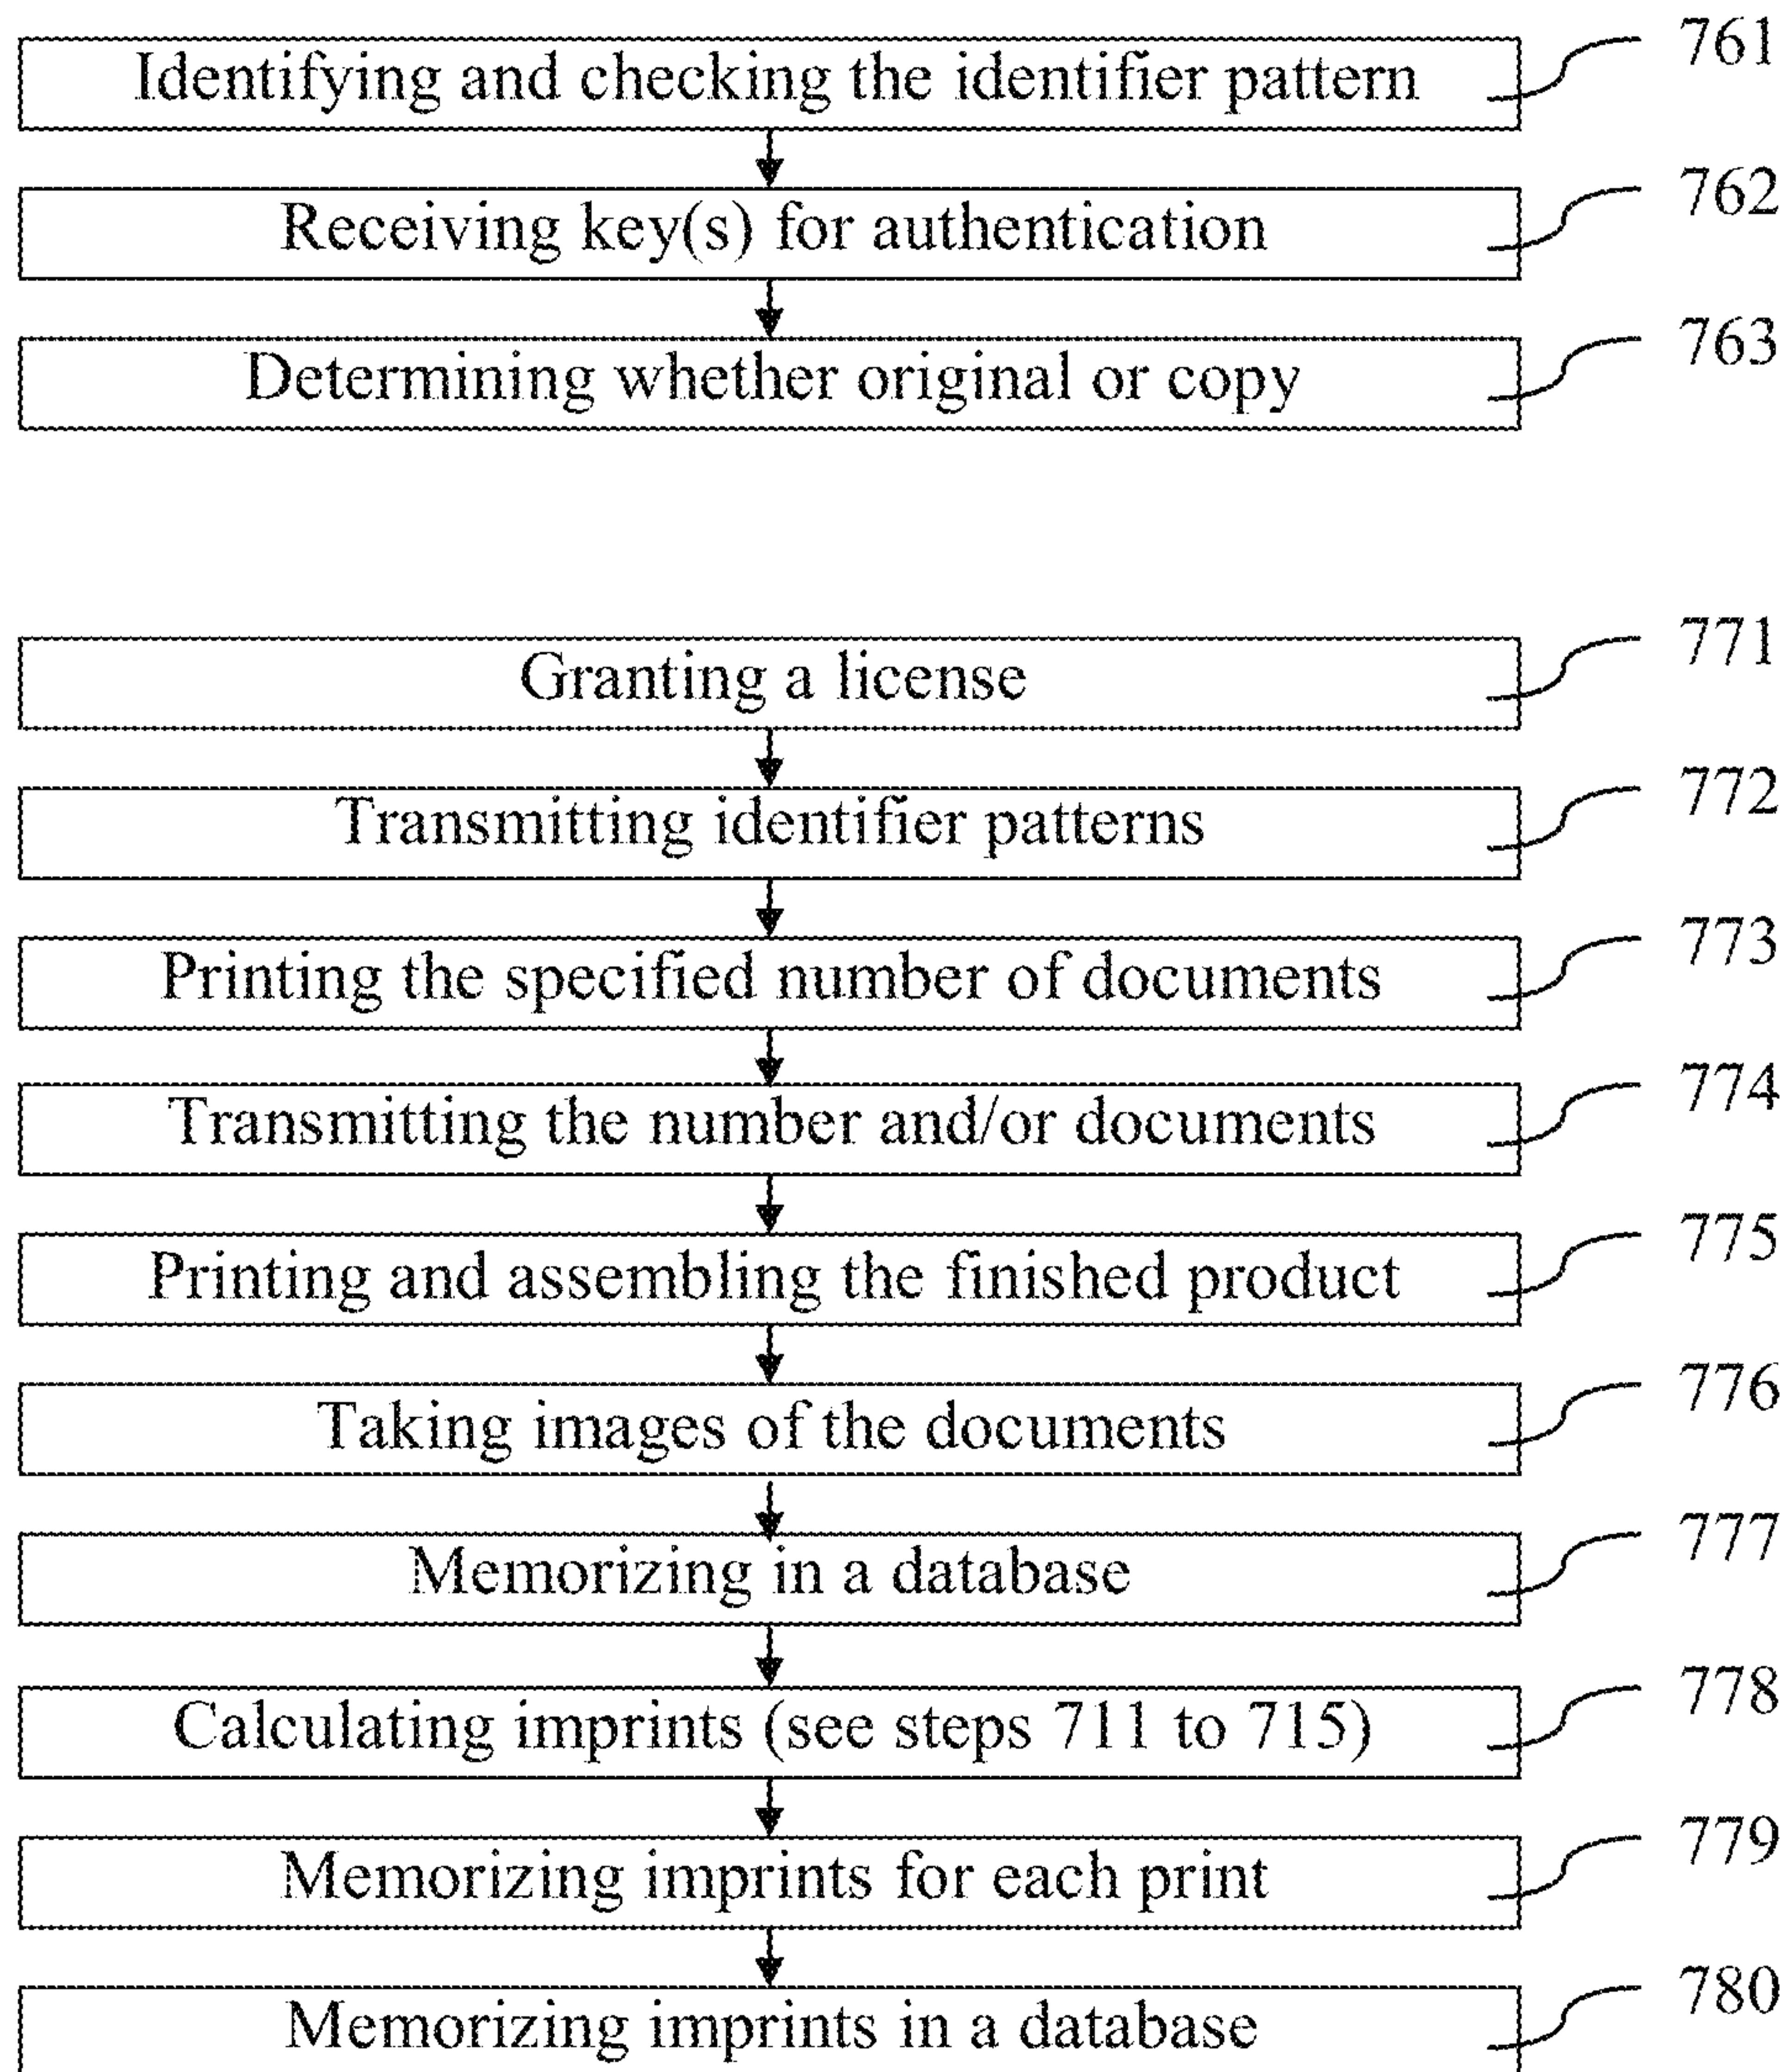 Identifying and checking the identifier pattern 761
Receiving key(s) for authentication 762
Determining whether original or copy 763
Granting a license 771
Transmitting identifier patterns 772
Printing the specified number of documents 773
Transmitting the number and/or documents 774
Printing and assembling the finished product 775
Taking images of the documents 776
Memorizing in a database 777
Calculating imprints (see steps 711 to 715) 778
Memorizing imprints for each print 779
Memorizing imprints in a database 780